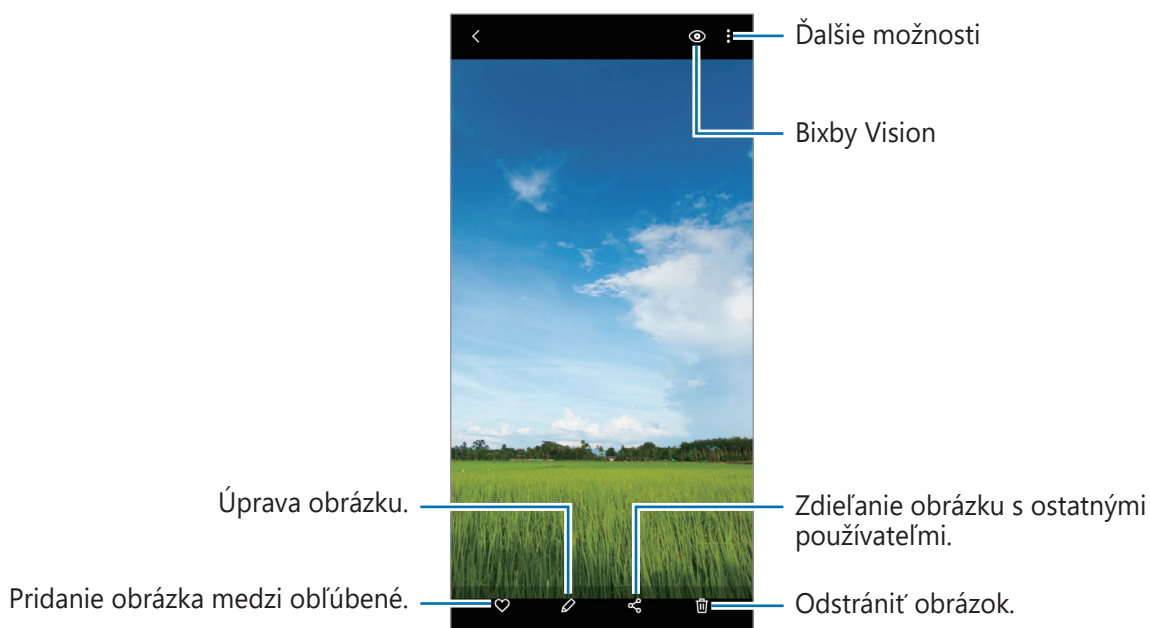 Ďalšie možnosti
Bixby Vision
Úprava obrázku.
Zdieľanie obrázku s ostatnými
používateľmi.
Pridanie obrázka medzi obľúbené.
Odstrániť obrázok.